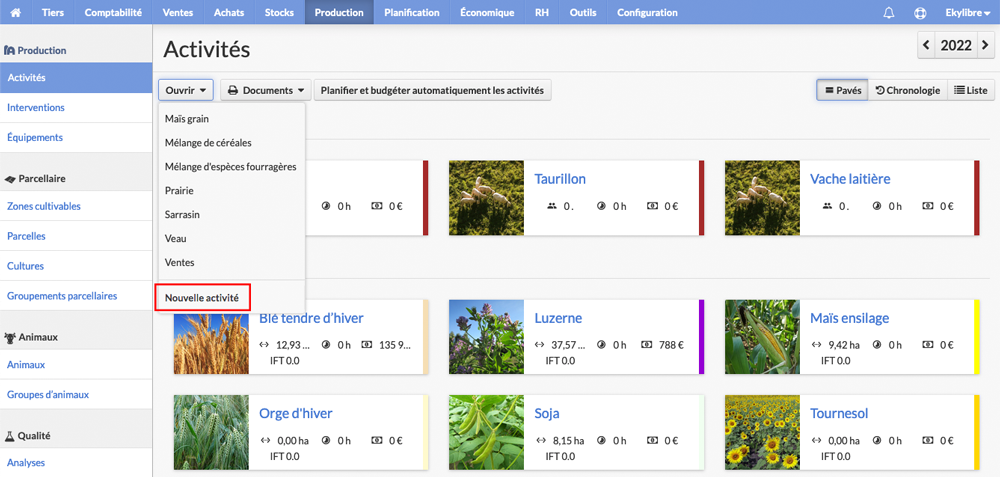 Tiers Comptabilité Ventes Achats Stocks Production Planification Économique RH Outils Configuration Ekylibre
Production
Activités
Interventions
Équipements
Parcellaire
Zones cultivables
Parcelles
Cultures
Groupements parcellaires
Animaux
Animaux
Groupes d'animaux
Qualité
Analyses
Activités
2022
Ouvrir Documents Planifier et budgéter automatiquement les activités Pavés Chronologie Liste
Maïs grain
Mélange de céréales
Mélange d'espèces fourragères
Prairie
Sarrasin
Veau
Ventes
Nouvelle activité
0 h 0 €
Taurillon
0 . 0 h 0 €
Vache laitière
0 . 0 h 0 €
Blé tendre d'hiver
12,93 ... 0 h 135 9...
IFT 0.0
Luzerne
37,57 ... 0 h 788 €
IFT 0.0
Maïs ensilage
9,42 ha 0 h 0 €
IFT 0.0
Orge d'hiver
0,00 ha 0 h 0 €
IFT 0.0
Soja
8,15 ha 0 h 0 €
IFT 0.0
Tournesol
0,00 ha 0 h 0 €
IFT 0.0